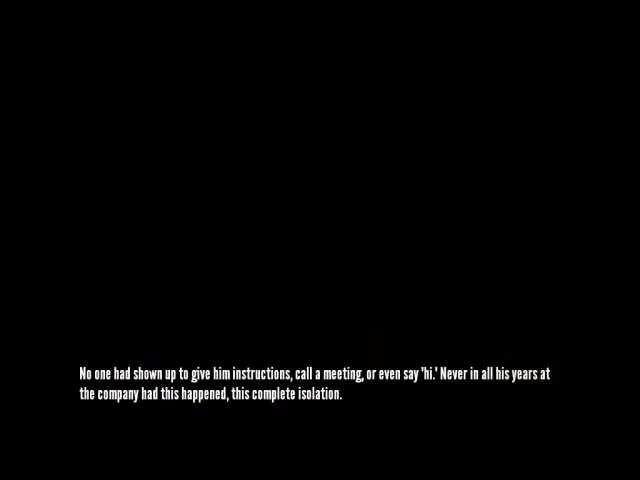 No one had shown up to give him instructions, call a meeting, or even say 'hi.' Never in all his years at
the company had this happened, this complete isolation.